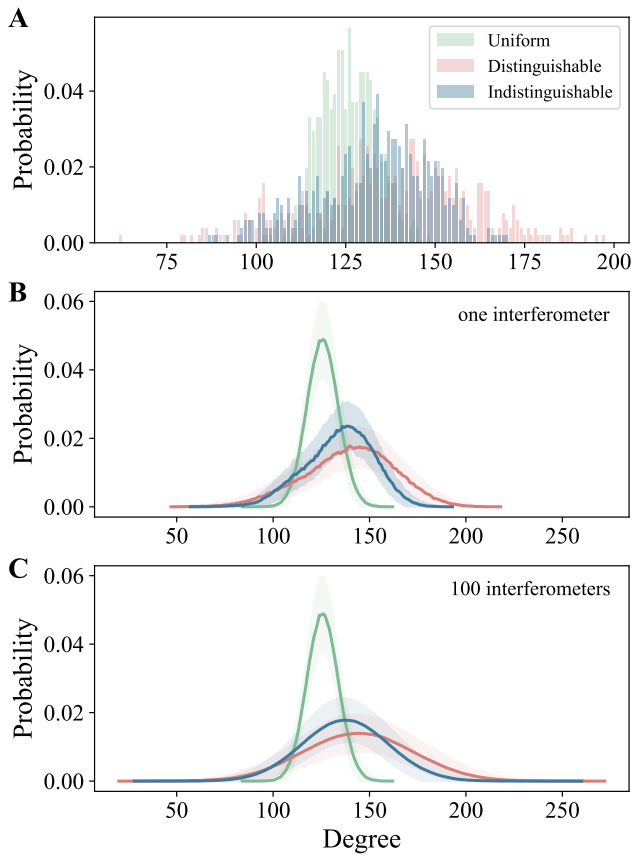 A
Probability
0.04
0.02
0.00
Uniform
Distinguishable
Indistinguishable
75 100 125 150 175 200
B
one interferometer
Probability
0.06
0.04
0.02
0.00
50 100 150 200 250
C
100 interferometers
Probability
0.06
0.04
0.02
0.00
50 100 150 200 250
Degree